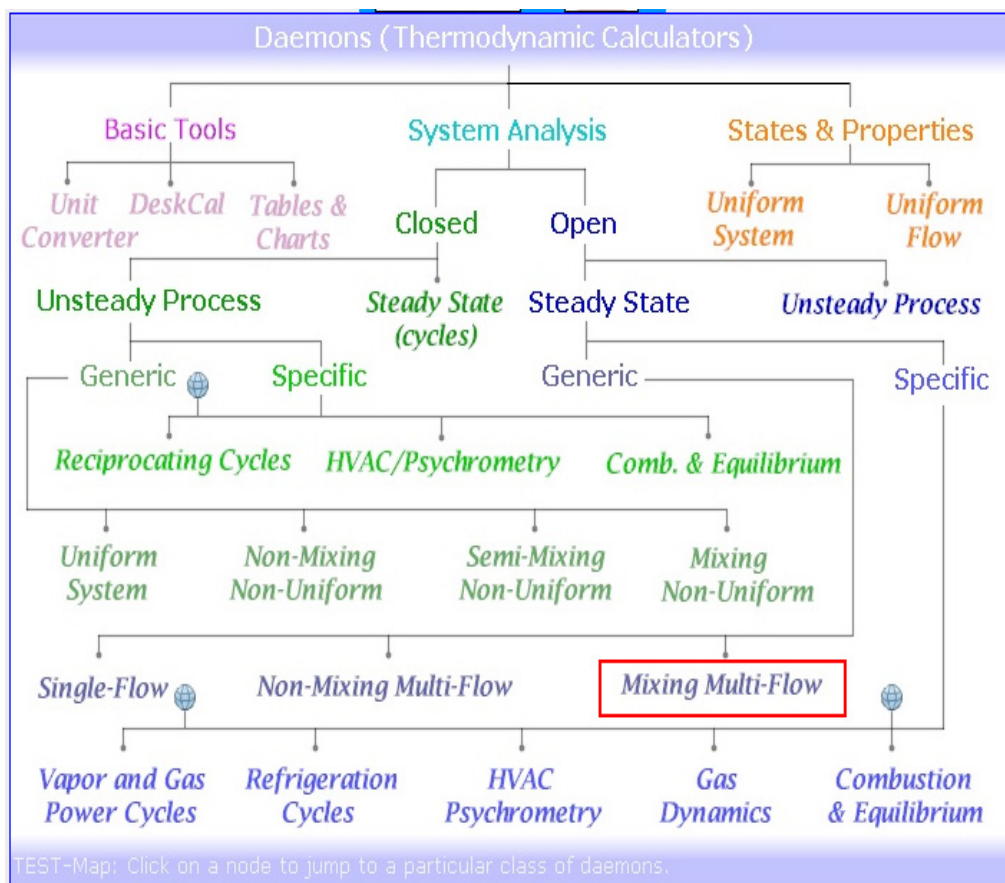 Daemons (Thermodynamic Calculators)
Basic Tools
System Analysis
States & Properties
Unit
Converter
DeskCal
Tables &
Charts
Closed
Open
Uniform
System
Uniform
Flow
Unsteady Process
Steady State
(cycles)
Steady State
Unsteady Process
Generic
Specific
Generic
Specific
Reciprocating Cycles
HVAC/Psychrometry
Comb. & Equilibrium
Uniform
System
Non-Mixing
Non-Uniform
Semi-Mixing
Non-Uniform
Mixing
Non-Uniform
Single-Flow
Non-Mixing Multi-Flow
Mixing Multi-Flow
Vapor and Gas
Power Cycles
Refrigeration
Cycles
HVAC
Psychrometry
Gas
Dynamics
Combustion
& Equilibrium
TEST-Map: Click on a node to jump to a particular class of daemons.